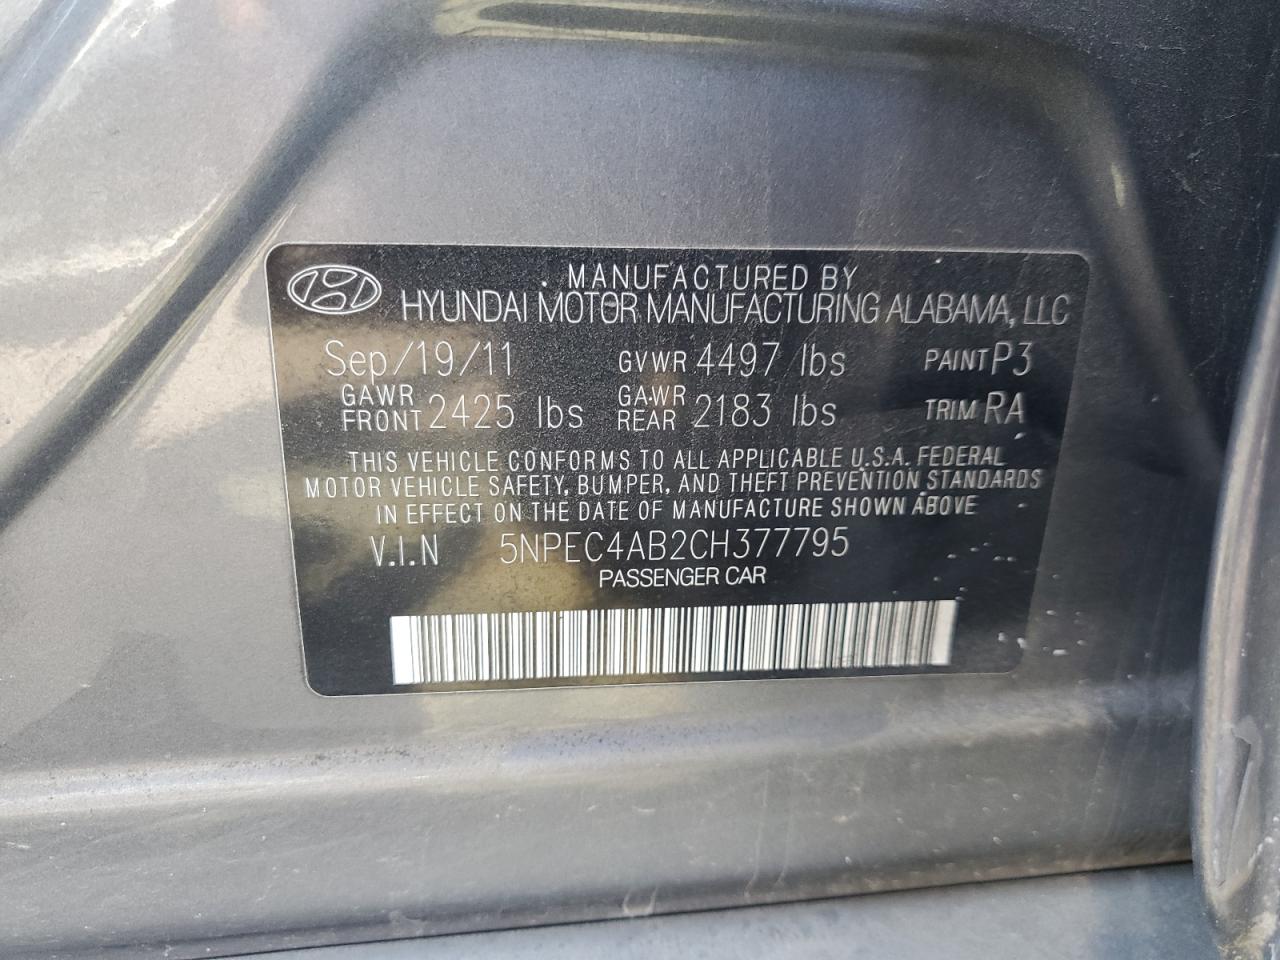 MANUFACTURED BY
HYUNDAI MOTOR MANUFACTURING ALABAMA, LLC
Sep/19/11 GVWR 4497 lbs PAINT P3
GAWR FRONT 2425 lbs GAWR REAR 2183 lbs TRIM RA
THIS VEHICLE CONFORMS TO ALL APPLICABLE U.S.A. FEDERAL
MOTOR VEHICLE SAFETY, BUMPER, AND THEFT PREVENTION STANDARDS
IN EFFECT ON THE DATE OF MANUFACTURE SHOWN ABOVE
V.I.N 5NPEC4AB2CH377795
PASSENGER CAR